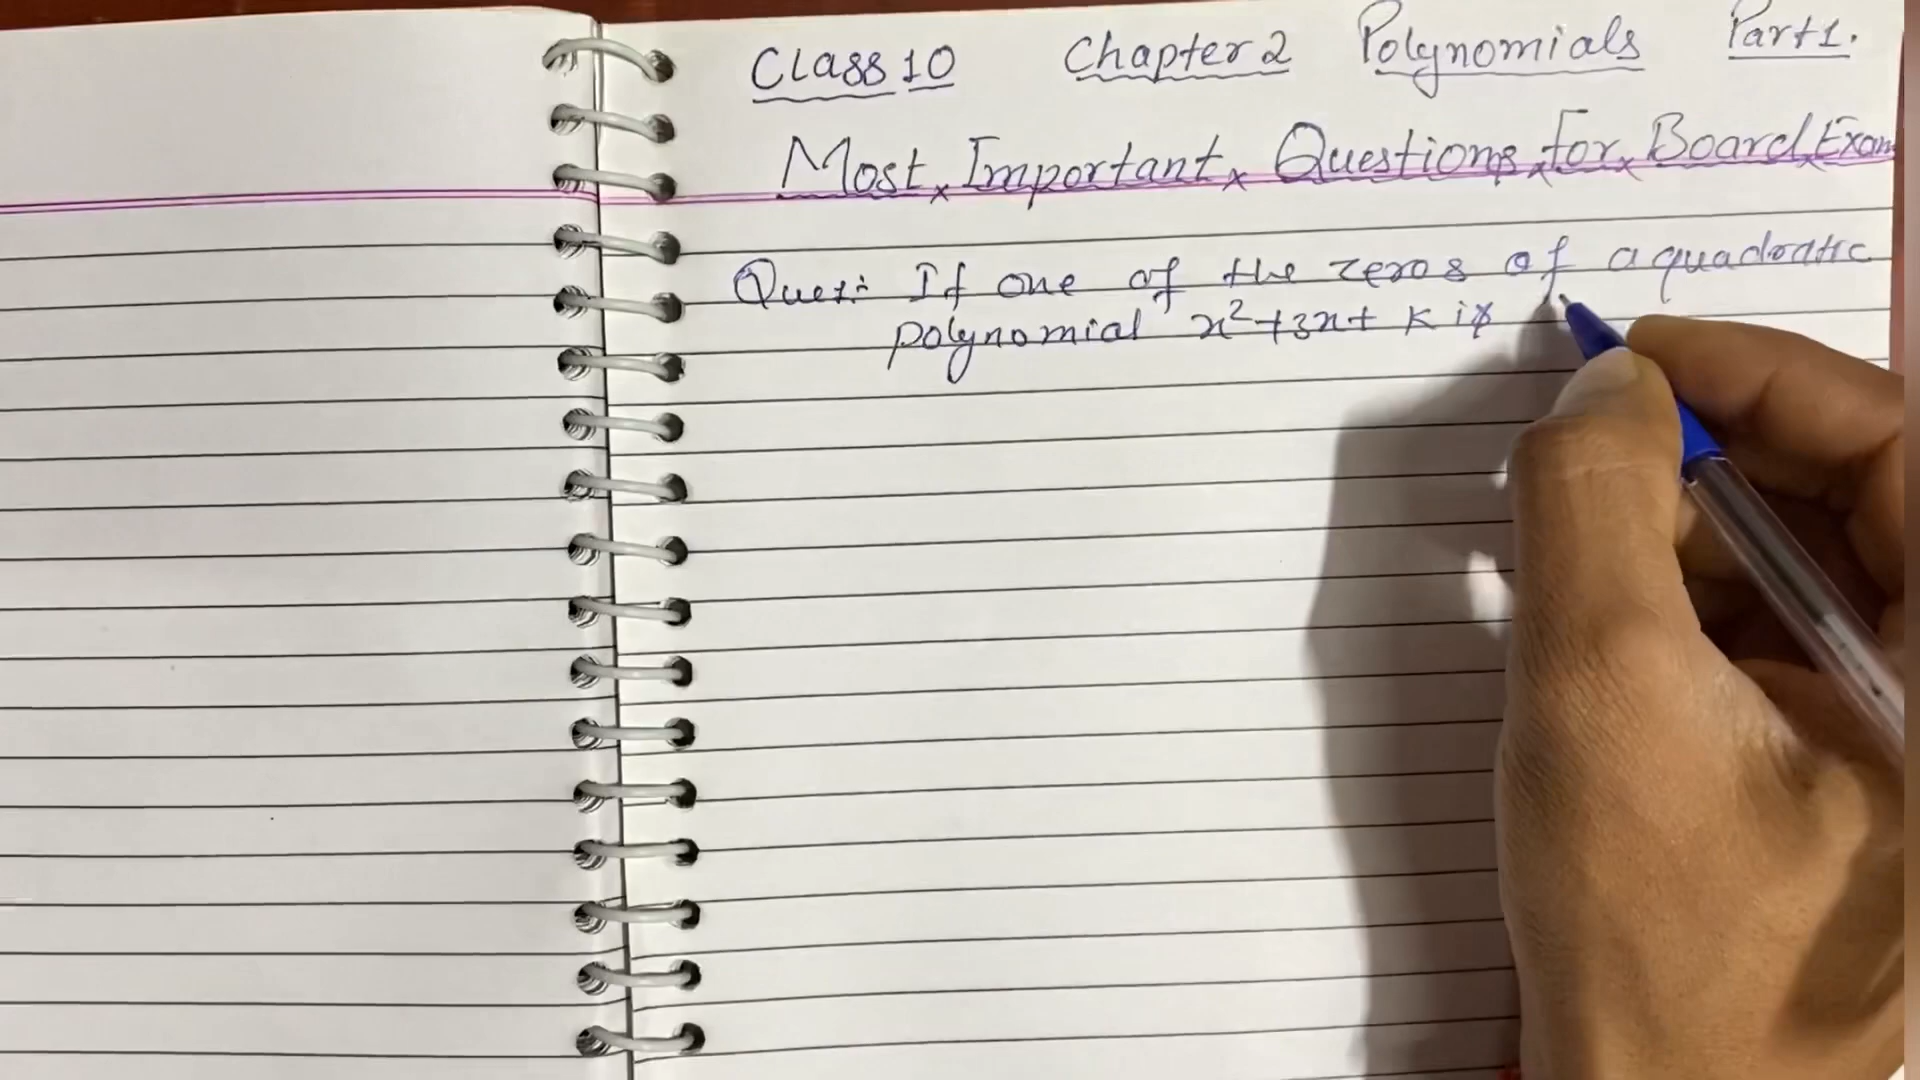 Class 10 Chapter 2 Polynomials Part 1.
Most Important Questions For Board Exam
Ques1: If one of the zeros of a quadratic
polynomial x²+3x+k is